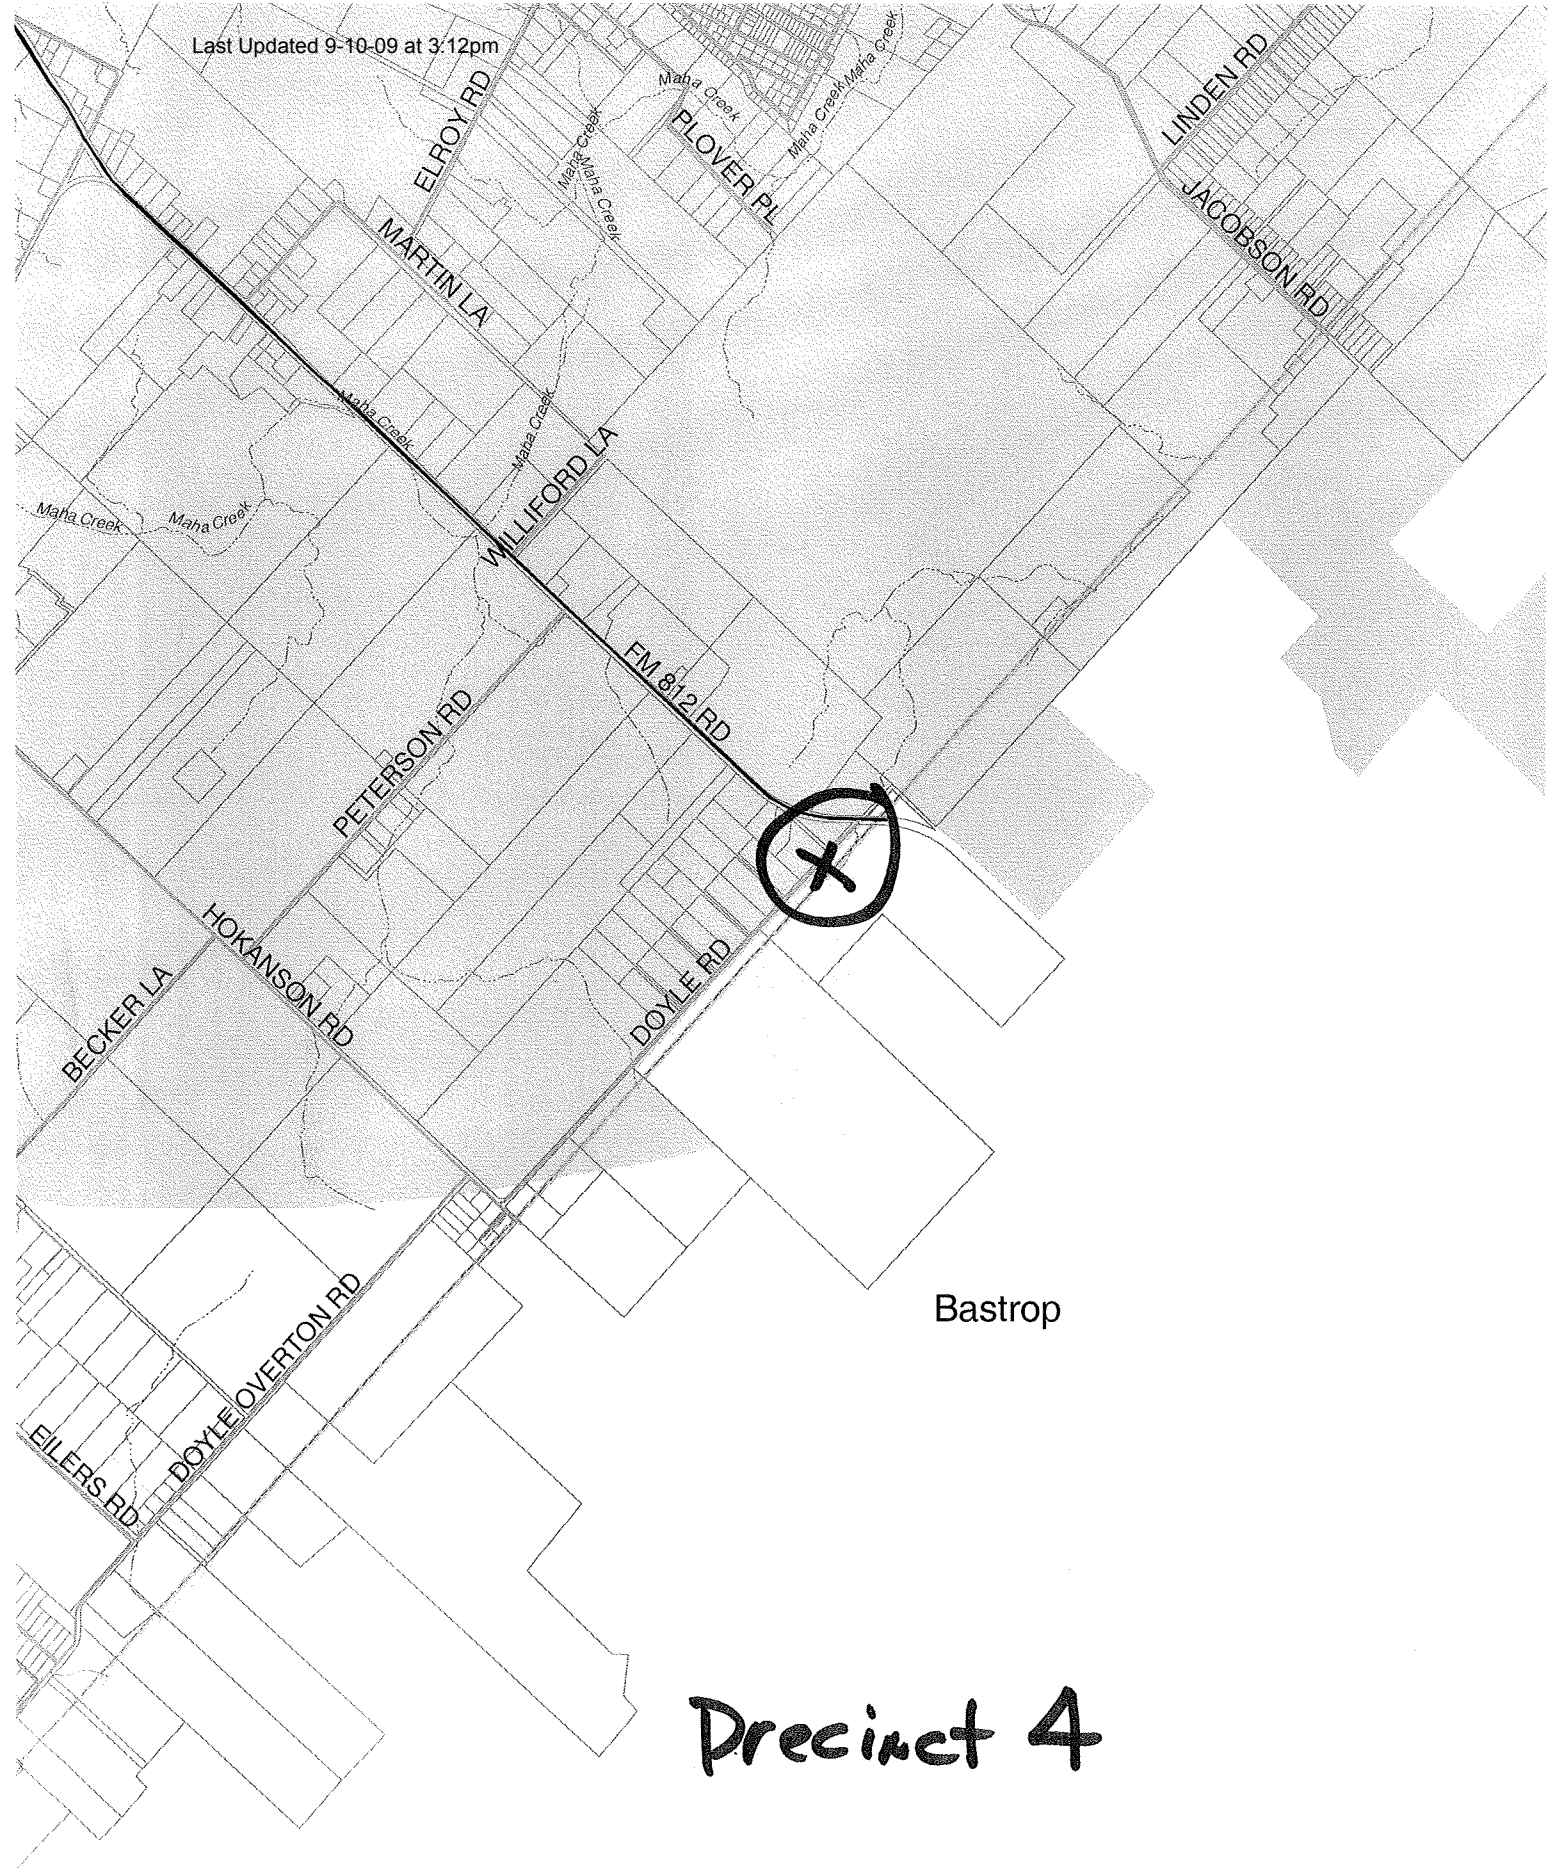 Last Updated 9-10-09 at 3:12pm
ELROY RD
Maha Creek
Maha Creek
Maha Creek
LINDEN RD
PLOVER PL
Maha Creek
Maha Creek
JACOBSON RD
MARTIN LA
Maha Creek
Maha Creek
WILLIFORD LA
Maha Creek
Maha Creek
FM 812 RD
PETERSON RD
X
HOKANSON RD
BECKER LA
DOYLE RD
Bastrop
DOYLE OVERTON RD
EILERS RD
Precinct 4